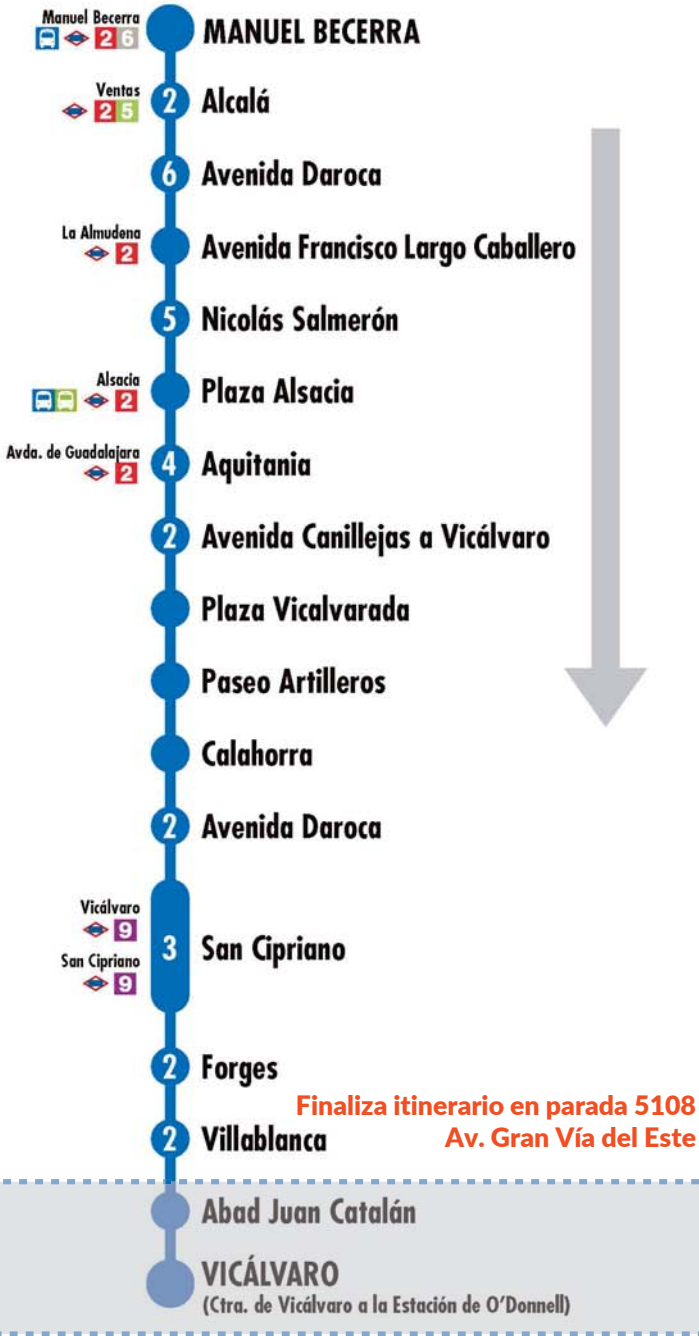 Manuel Becerra
2 6
MANUEL BECERRA
Ventas
2 5
2
Alcalá
6
Avenida Daroca
La Almudena
2
Avenida Francisco Largo Caballero
5
Nicolás Salmerón
Alsacia
2
Plaza Alsacia
Avda. de Guadalajara
2
4
Aquitania
2
Avenida Canillejas a Vicálvaro
Plaza Vicalvarada
Paseo Artilleros
Calahorra
2
Avenida Daroca
Vicálvaro
9
San Cipriano
9
3
San Cipriano
2
Forges
Finaliza itinerario en parada 5108
Av. Gran Vía del Este
2
Villablanca
Abad Juan Catalán
VICÁLVARO
(Ctra. de Vicálvaro a la Estación de O'Donnell)